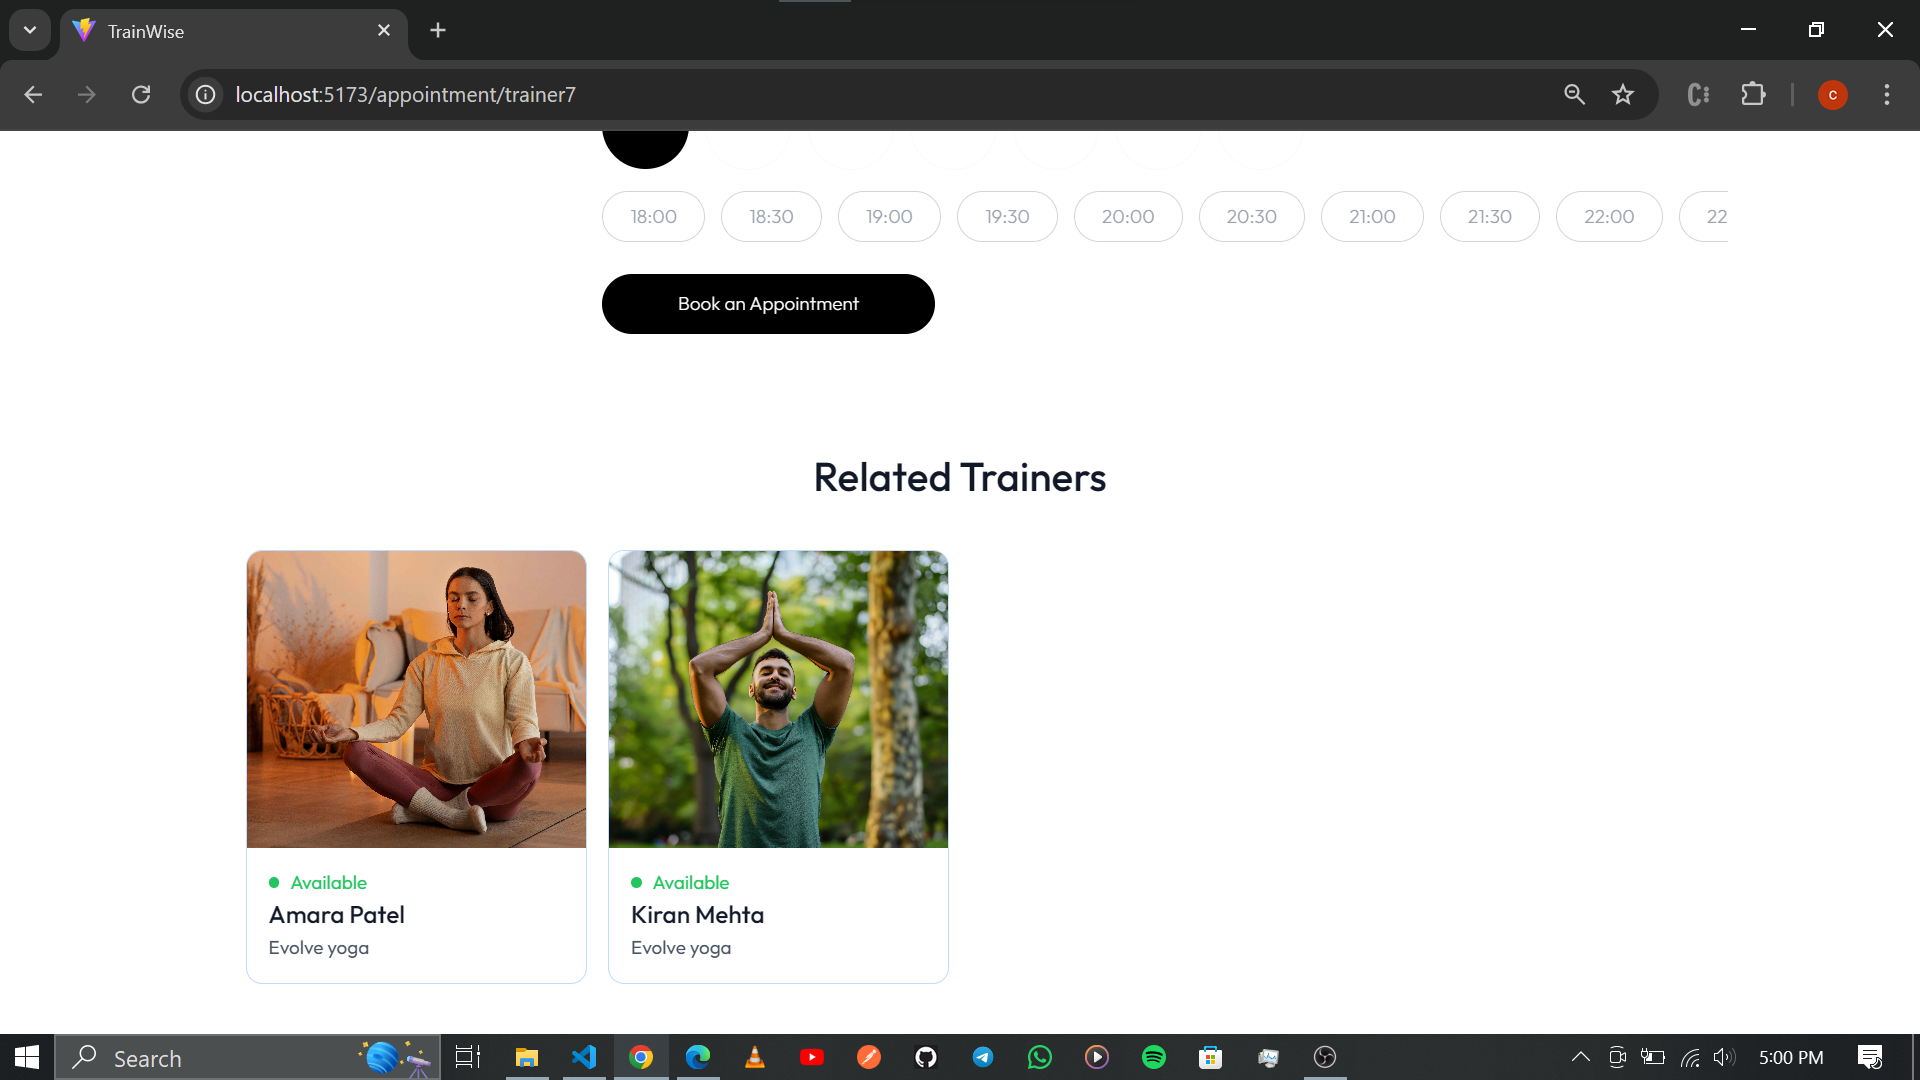 TrainWise
localhost:5173/appointment/trainer7
C
18:00 18:30 19:00 19:30 20:00 20:30 21:00 21:30 22:00 22
Book an Appointment
Related Trainers
Available
Amara Patel
Evolve yoga
Available
Kiran Mehta
Evolve yoga
Search
5:00 PM